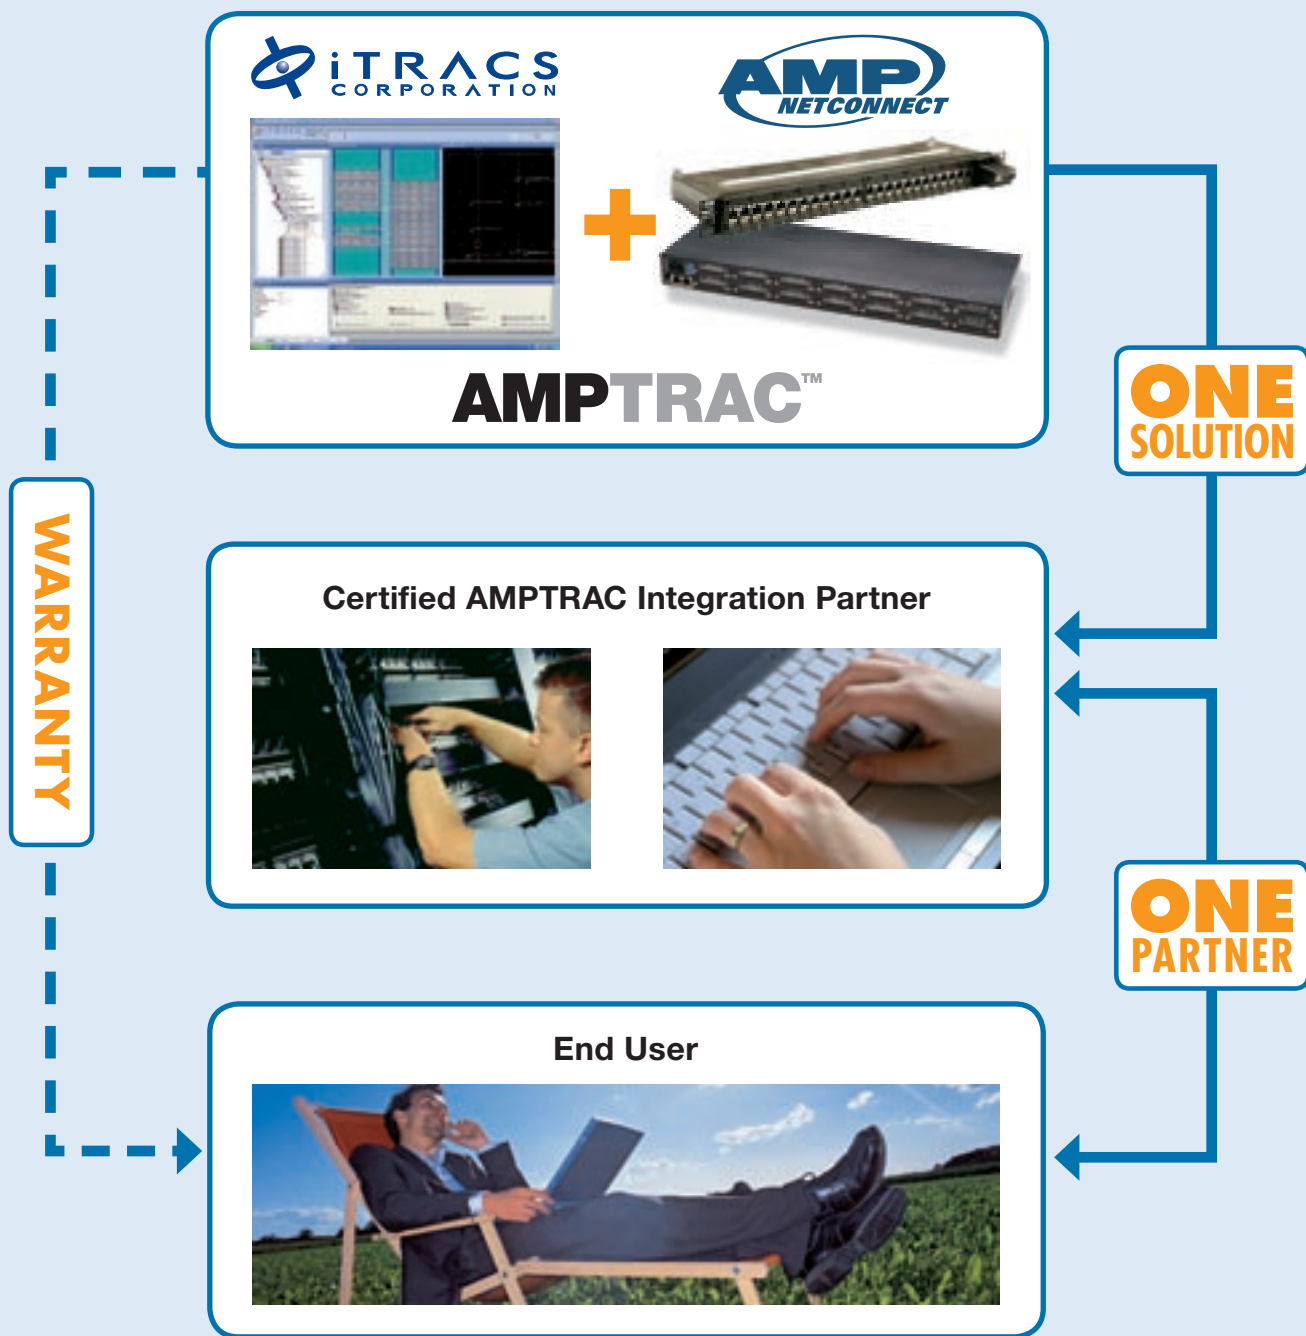 iTRACS
CORPORATION
AMP
NETCONNECT
AMPTRAC™
ONE
SOLUTION
WARRANTY
Certified AMPTRAC Integration Partner
ONE
PARTNER
End User